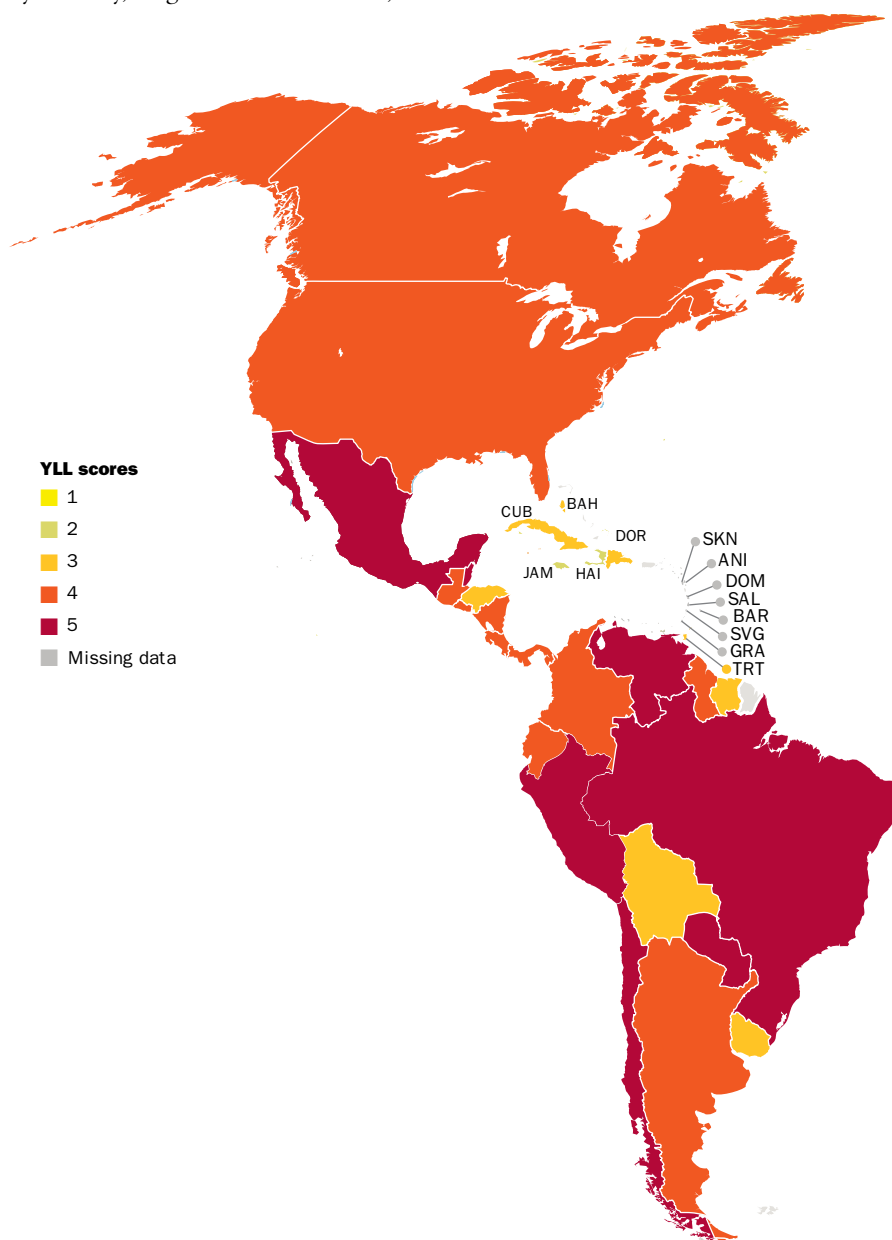 YLL scores
1
2
3
4
5
Missing data
CUB
BAH
DOR
JAM
HAI
SKN
ANI
DOM
SAL
BAR
SVG
GRA
TRT